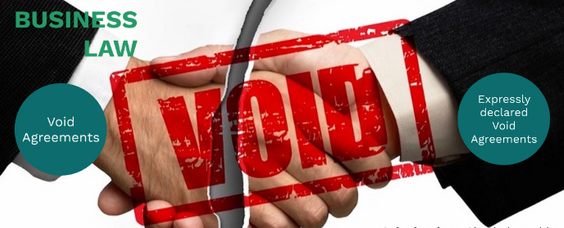 BUSINESS
LAW
Void
Agreements
VOID
Expressly
declared
Void
Agreements